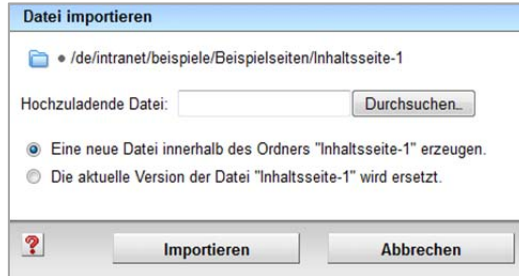 Datei importieren
● /de/intranet/beispiele/Beispielseiten/Inhaltsseite-1
Hochzuladende Datei: Durchsuchen...
Eine neue Datei innerhalb des Ordners "Inhaltsseite-1" erzeugen.
Die aktuelle Version der Datei "Inhaltsseite-1" wird ersetzt.
? Importieren Abbrechen